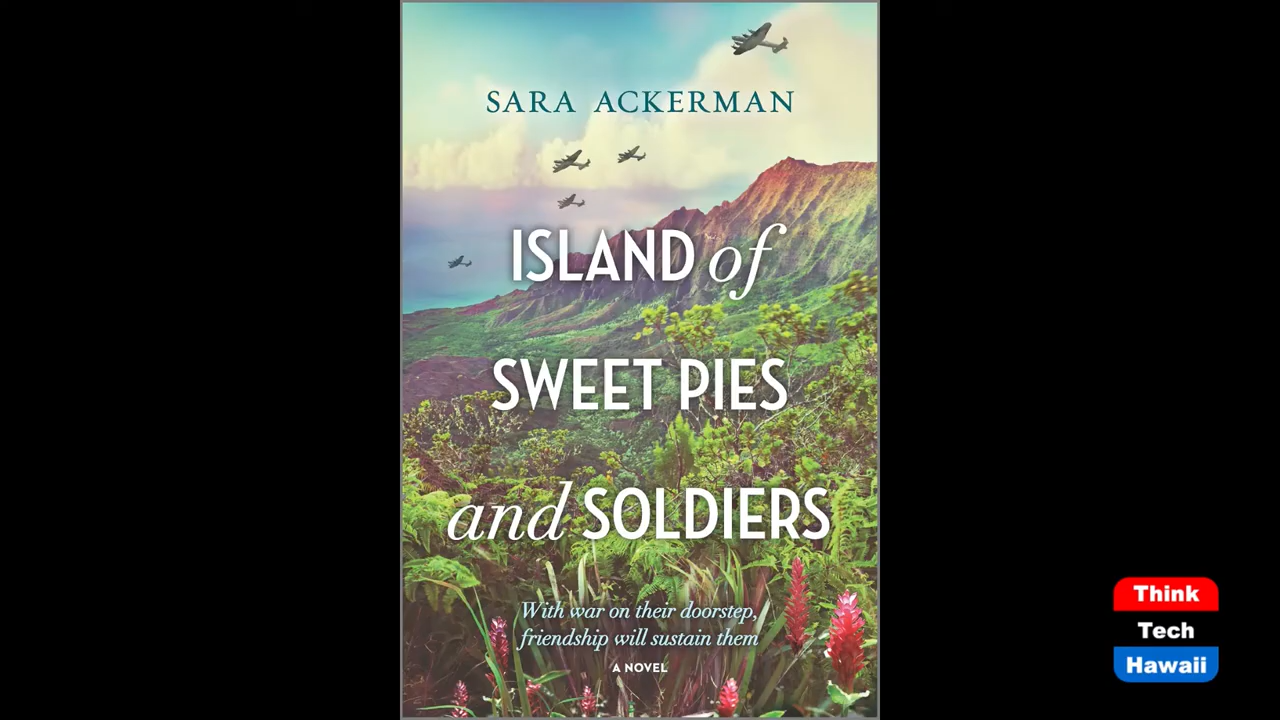 SARA ACKERMAN
ISLAND of
SWEET PIES
and SOLDIERS
With war on their doorstep,
friendship will sustain them
A NOVEL
Think
Tech
Hawaii